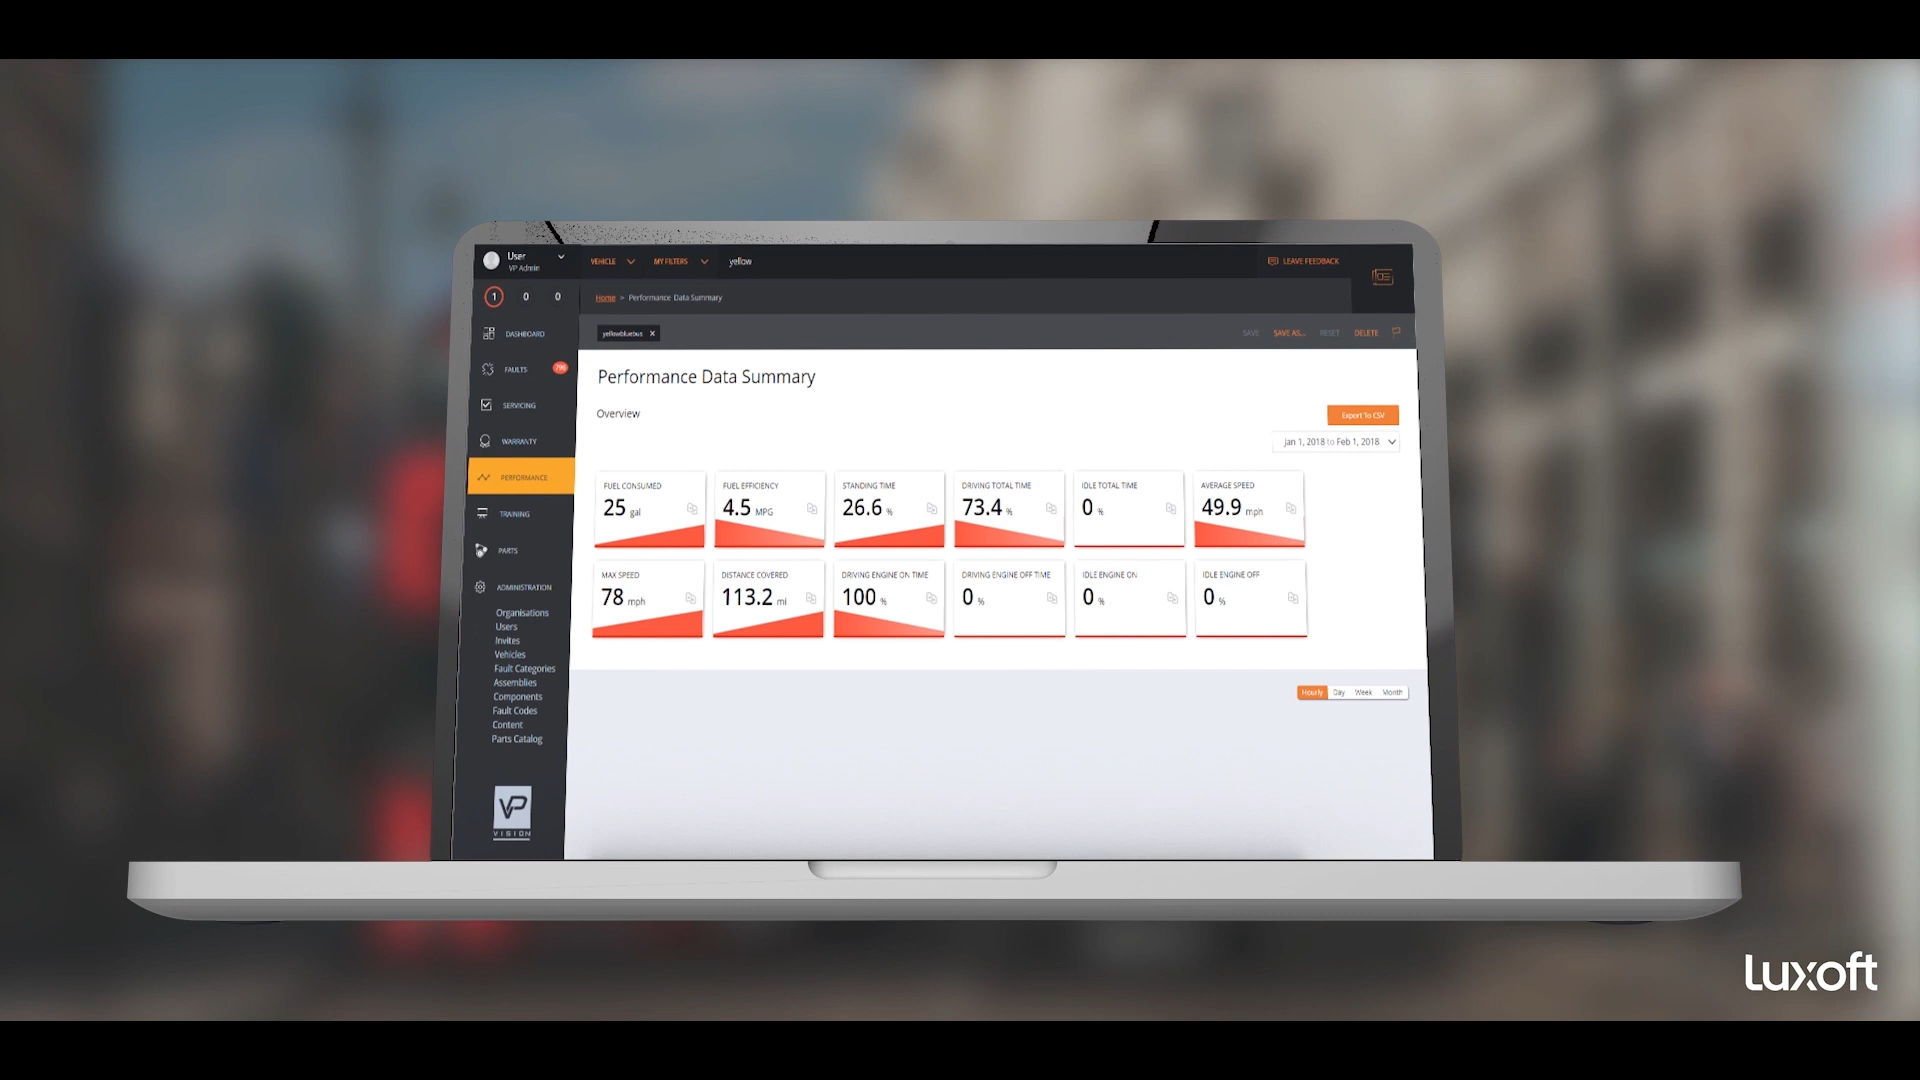 User
VP Admin
VEHICLE
MY FILTERS
yellow
LEAVE FEEDBACK
1 0 0
Home > Performance Data Summary
yellowbluebus ×
SAVE SAVE AS... RESET DELETE
DASHBOARD
FAULTS
SERVICING
WARRANTY
PERFORMANCE
TRAINING
PARTS
ADMINISTRATION
Organisations
Users
Invites
Vehicles
Fault Categories
Assemblies
Components
Fault Codes
Content
Parts Catalog
VP
VISION
Performance Data Summary
Overview
Export To CSV
Jan 1, 2018 to Feb 1, 2018
FUEL CONSUMED
25 gal
FUEL EFFICIENCY
4.5 MPG
STANDING TIME
26.6 %
DRIVING TOTAL TIME
73.4 %
IDLE TOTAL TIME
0 %
AVERAGE SPEED
49.9 mph
MAX SPEED
78 mph
DISTANCE COVERED
113.2 mi
DRIVING ENGINE ON TIME
100 %
DRIVING ENGINE OFF TIME
0 %
IDLE ENGINE ON
0 %
IDLE ENGINE OFF
0 %
Hourly Day Week Month
luxoft